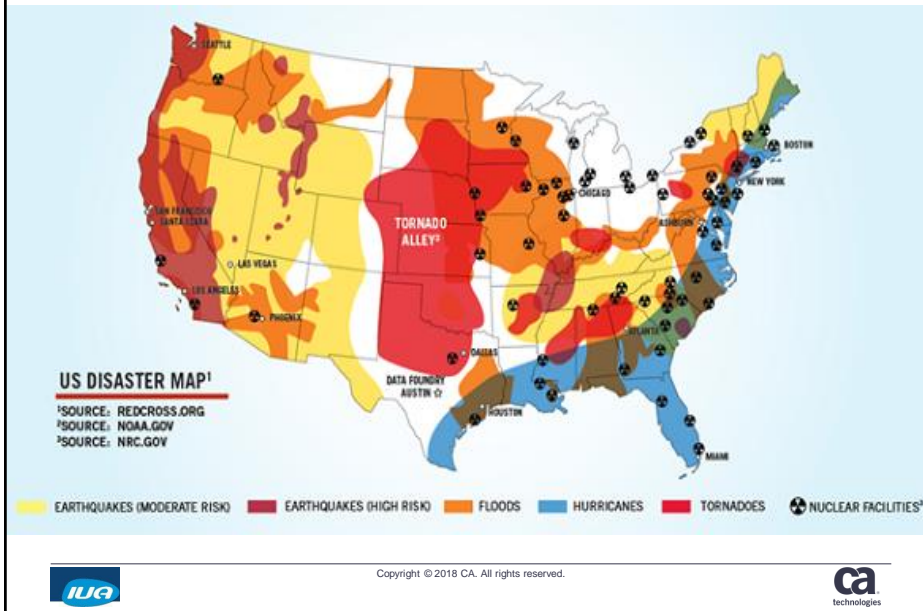 SEATTLE
BOSTON
CHICAGO
NEW YORK
SAN FRANCISCO
SANTA CLARA
ASHBURN
TORNADO
ALLEY²
LAS VEGAS
LOS ANGELES
PHOENIX
ATLANTA
DALLAS
US DISASTER MAP¹
DATA FOUNDRY
AUSTIN
¹SOURCE: REDCROSS.ORG
²SOURCE: NOAA.GOV
³SOURCE: NRC.GOV
HOUSTON
MIAMI
EARTHQUAKES (MODERATE RISK) EARTHQUAKES (HIGH RISK) FLOODS HURRICANES TORNADOES NUCLEAR FACILITIES³
IUA
Copyright © 2018 CA. All rights reserved.
ca
technologies